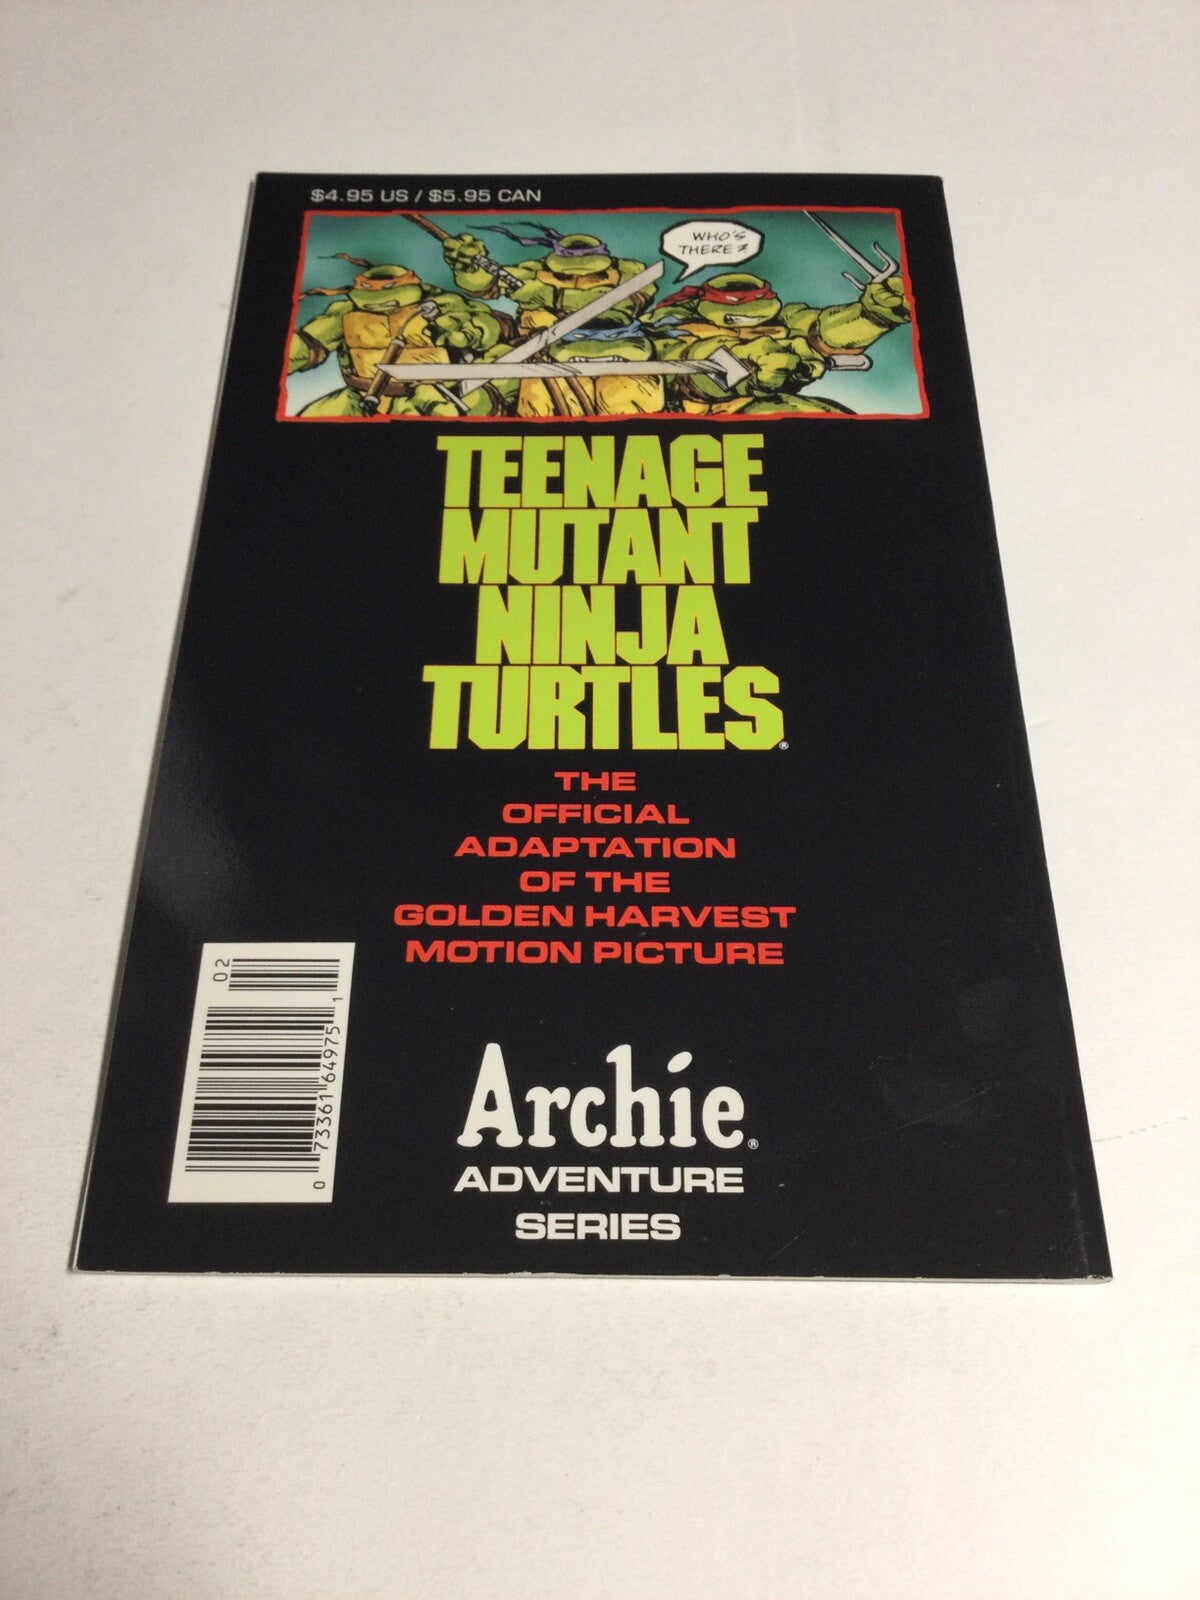 $4.95 US / $5.95 CAN
WHO'S
THERE?
TEENAGE
MUTANT
NINJA
TURTLES®
THE
OFFICIAL
ADAPTATION
OF THE
GOLDEN HARVEST
MOTION PICTURE
02
0 73361 64975 1
Archie®
ADVENTURE
SERIES